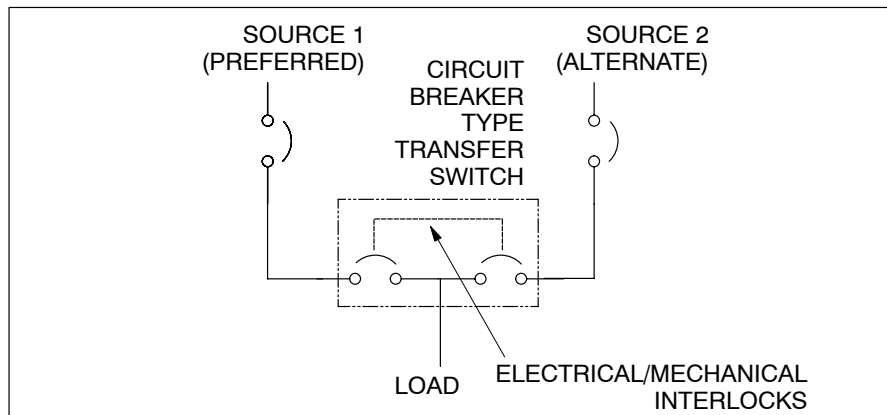 SOURCE 1
(PREFERRED)
SOURCE 2
(ALTERNATE)
CIRCUIT
BREAKER
TYPE
TRANSFER
SWITCH
LOAD
ELECTRICAL/MECHANICAL
INTERLOCKS